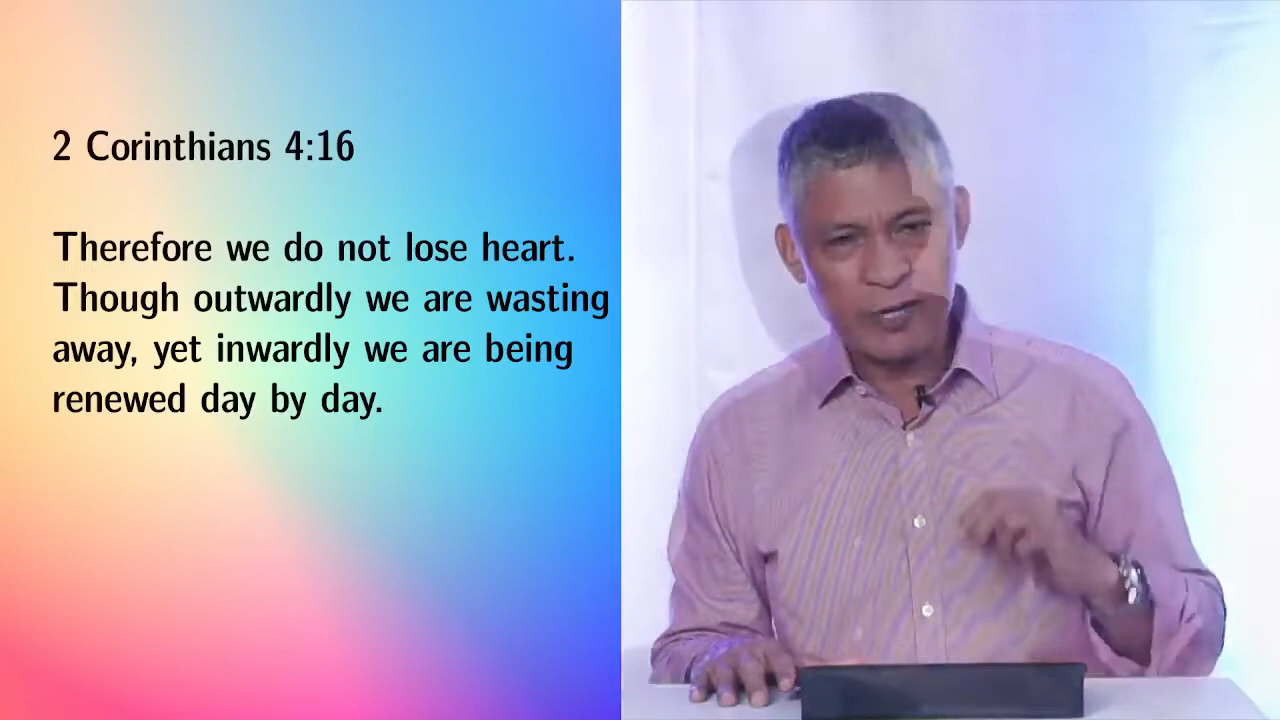 2 Corinthians 4:16
Therefore we do not lose heart.
Though outwardly we are wasting
away, yet inwardly we are being
renewed day by day.